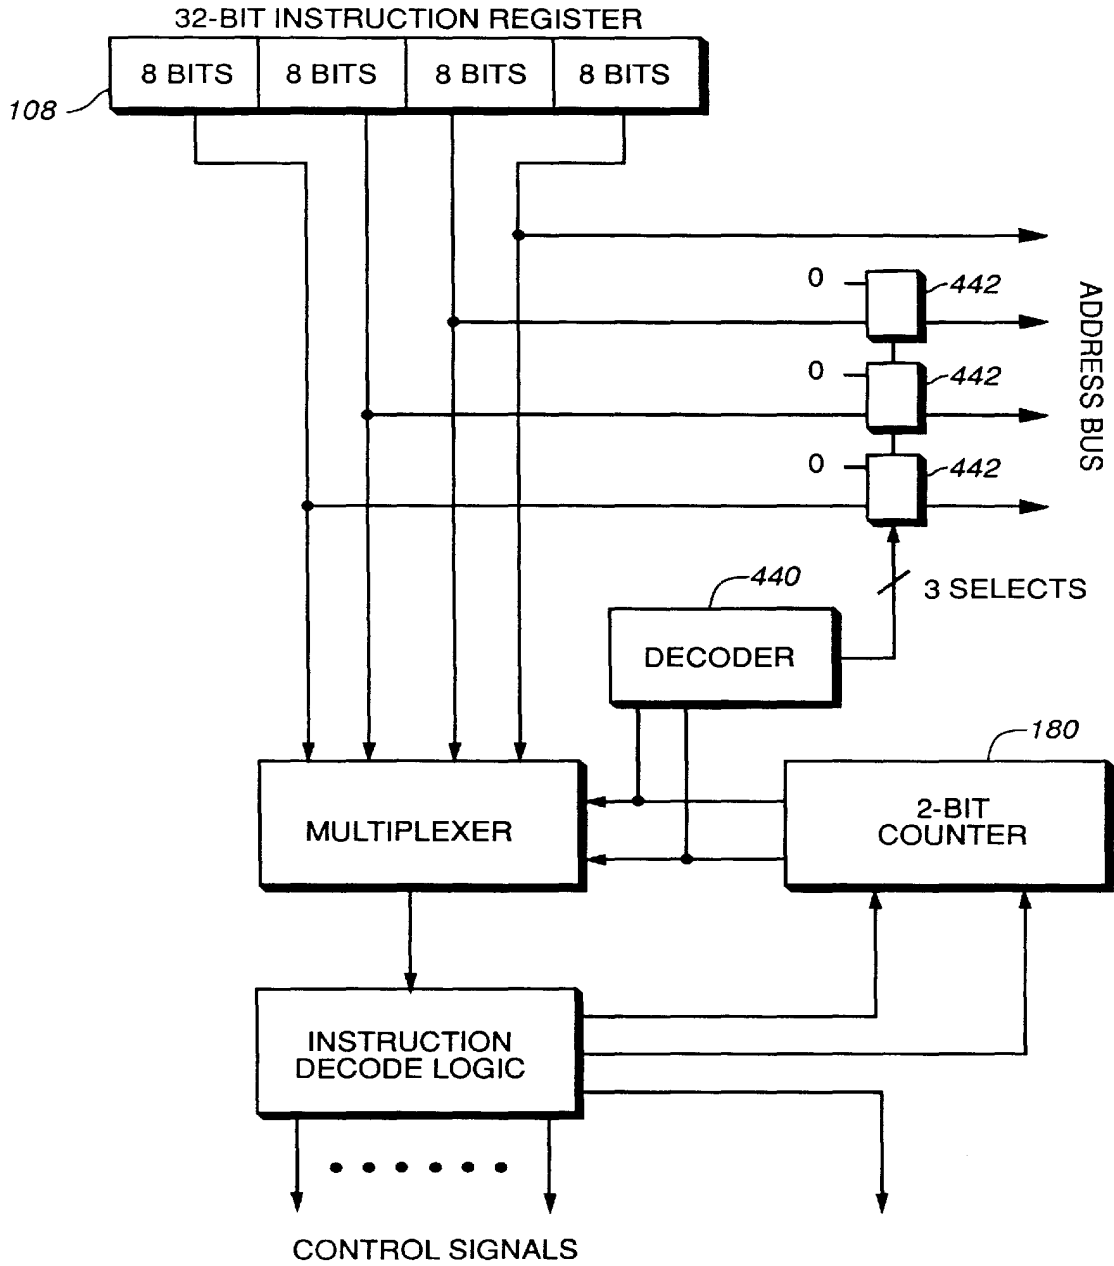 32-BIT INSTRUCTION REGISTER
8 BITS 8 BITS 8 BITS 8 BITS
108
0 442
0 442
0 442
ADDRESS BUS
3 SELECTS
440
DECODER
180
2-BIT
COUNTER
MULTIPLEXER
INSTRUCTION
DECODE LOGIC
CONTROL SIGNALS